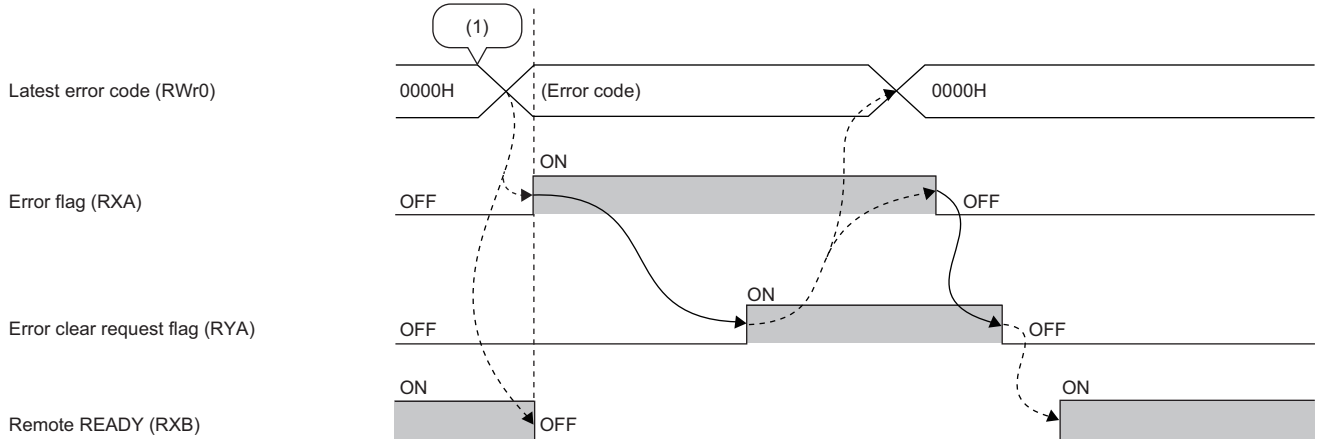 (1)
Latest error code (RWr0) 0000H (Error code) 0000H
ON
Error flag (RXA) OFF OFF
ON
Error clear request flag (RYA) OFF OFF
ON ON
Remote READY (RXB) OFF